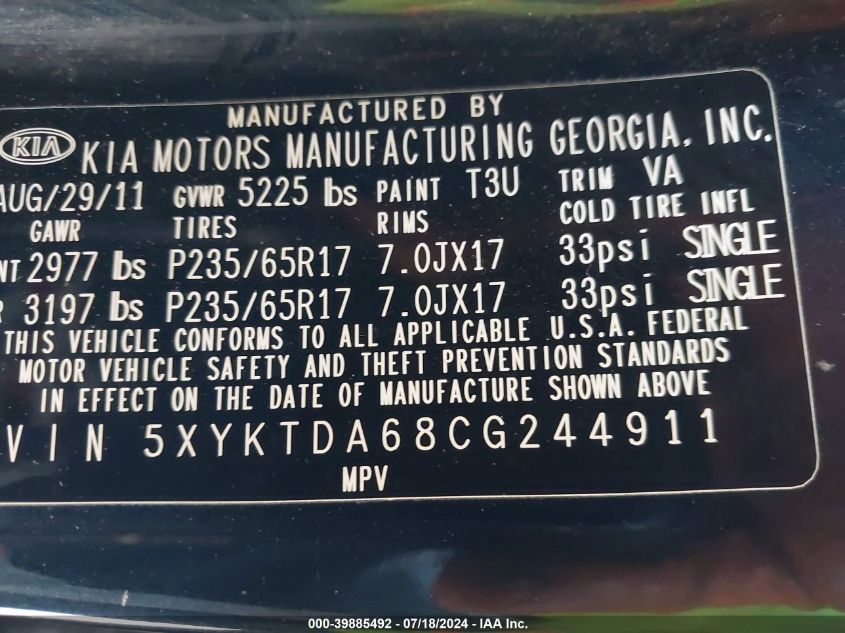 MANUFACTURED BY
KIA KIA MOTORS MANUFACTURING GEORGIA, INC.
AUG/29/11 GVWR 5225 lbs PAINT T3U TRIM VA
GAWR TIRES RIMS COLD TIRE INFL
NT 2977 lbs P235/65R17 7.0JX17 33psi SINGLE
R 3197 lbs P235/65R17 7.0JX17 33psi SINGLE
THIS VEHICLE CONFORMS TO ALL APPLICABLE U.S.A. FEDERAL
MOTOR VEHICLE SAFETY AND THEFT PREVENTION STANDARDS
IN EFFECT ON THE DATE OF MANUFACTURE SHOWN ABOVE
VIN 5XYKTDA68CG244911
MPV
000-39885492 - 07/18/2024 - IAA Inc.